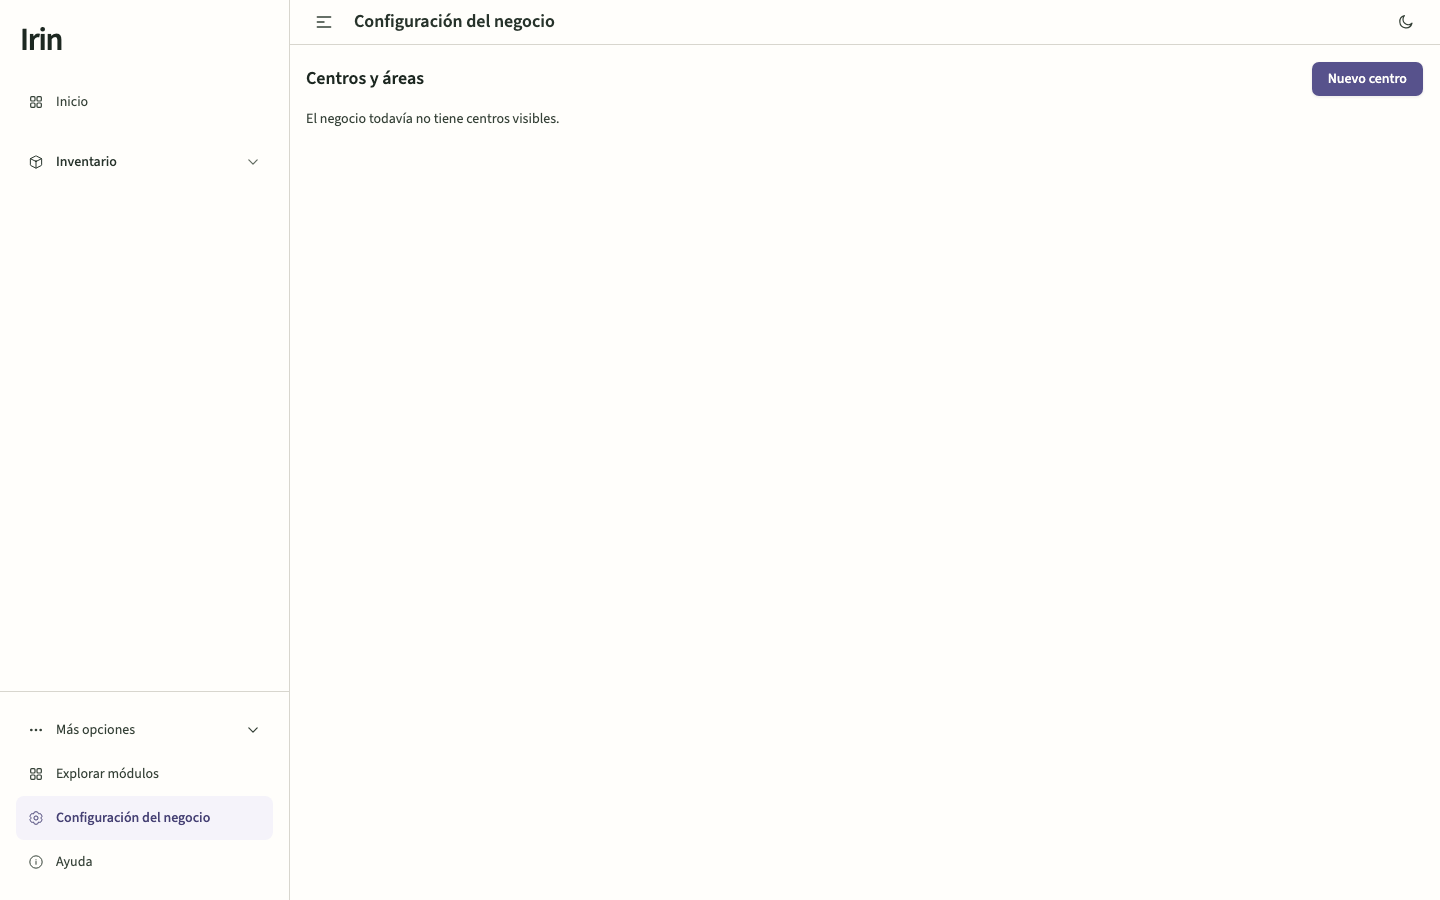 Irin
Inicio
Inventario
Más opciones
Explorar módulos
Configuración del negocio
Ayuda
Configuración del negocio
Centros y áreas
Nuevo centro
El negocio todavía no tiene centros visibles.